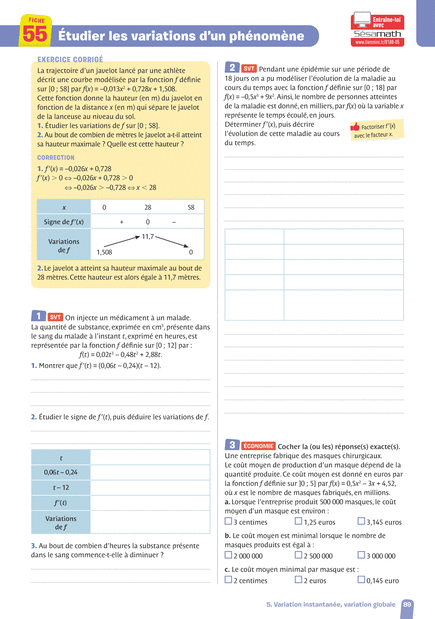 FICHE
55
Étudier les variations d'un phénomène
Entraîne-toi
avec
Sésamath
EXERCICE CORRIGÉ
La trajectoire d'un javelot lancé par une athlète
décrit une courbe modélisée par la fonction f définie
sur [0 ; 58] par f(x) = –0,013x² + 0,728x + 1,508.
Cette fonction donne la hauteur (en m) du javelot en
fonction de la distance x (en m) qui sépare le javelot
de la lanceuse au niveau du sol.
1. Étudier les variations de f sur [0 ; 58].
2. Au bout de combien de mètres le javelot a-t-il atteint
sa hauteur maximale ? Quelle est cette hauteur ?
CORRECTION
1. f'(x) = –0,026x + 0,728
f'(x) > 0 ⇔ –0,026x + 0,728 > 0
⇔ –0,026x > –0,728 ⇔ x < 28
x 0 28 58
Signe de f'(x) + 0 –
Variations
de f
1,508 11,7 0
2. Le javelot a atteint sa hauteur maximale au bout de
28 mètres. Cette hauteur est alors égale à 11,7 mètres.
1 SVT On injecte un médicament à un malade.
La quantité de substance, exprimée en cm³, présente dans
le sang du malade à l'instant t, exprimé en heures, est
représentée par la fonction f définie sur [0 ; 12] par :
f(t) = 0,02t³ – 0,48t² + 2,88t.
1. Montrer que f'(t) = (0,06t – 0,24)(t – 12).
2. Étudier le signe de f'(t), puis déduire les variations de f.
t
0,06t – 0,24
t – 12
f'(t)
Variations
de f
3. Au bout de combien d'heures la substance présente
dans le sang commence-t-elle à diminuer ?
2 SVT Pendant une épidémie sur une période de
18 jours on a pu modéliser l'évolution de la maladie au
cours du temps avec la fonction f définie sur [0 ; 18] par
f(x) = –0,5x³ + 9x². Ainsi, le nombre de personnes atteintes
de la maladie est donné, en milliers, par f(x) où la variable x
représente le temps écoulé, en jours.
Déterminer f'(x), puis décrire
l'évolution de cette maladie au cours
du temps.
Factoriser f'(x)
avec le facteur x.
3 ÉCONOMIE Cocher la (ou les) réponse(s) exacte(s).
Une entreprise fabrique des masques chirurgicaux.
Le coût moyen de production d'un masque dépend de la
quantité produite. Ce coût moyen est donné en euros par
la fonction f définie sur ]0 ; 5] par f(x) = 0,5x² – 3x + 4,52,
où x est le nombre de masques fabriqués, en millions.
a. Lorsque l'entreprise produit 500 000 masques, le coût
moyen d'un masque est d'environ :
3 centimes 1,25 euros 3,145 euros
b. Le coût moyen est minimal lorsque le nombre de
masques produits est égal à :
2 000 000 2 500 000 3 000 000
c. Le coût moyen minimal par masque est :
2 centimes 2 euros 0,145 euro
5. Variation instantanée, variation globale 89